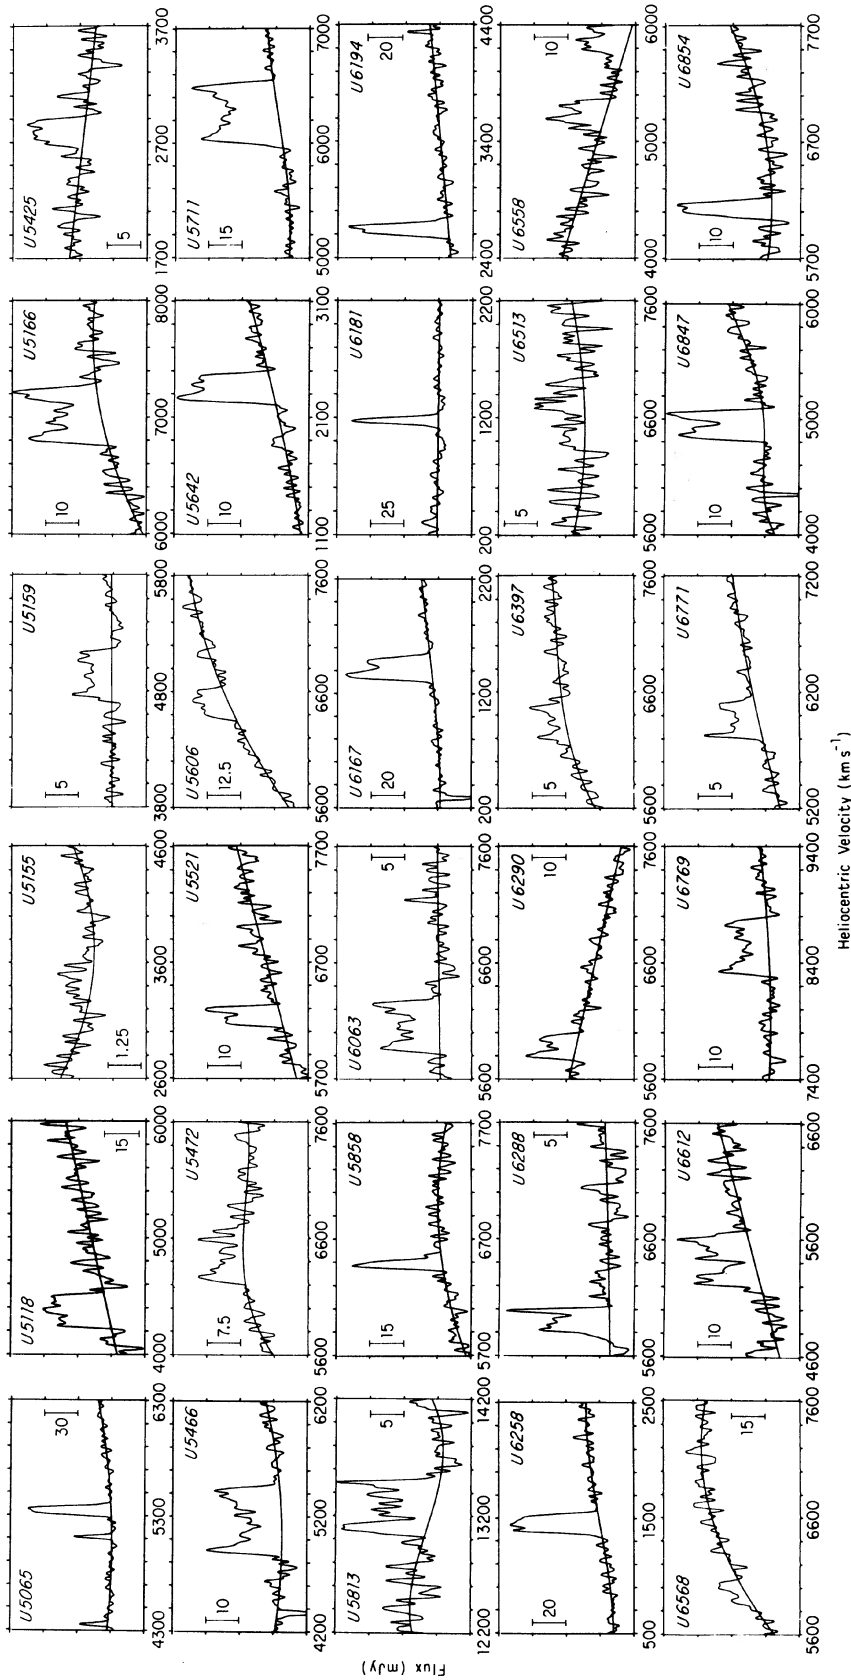 U5065 U5118 U5155 U5159 U5166 U5425
30 15 1.25 5 10 5
4300 5300 6300 4000 5000 6000 2600 3600 4600 3800 4800 5800 6000 7000 8000 1700 2700 3700
U5466 U5472 U5521 U5606 U5642 U5711
10 7.5 10 12.5 10 15
4200 5200 6200 5600 6600 7600 5700 6700 7700 5600 6600 7600 1100 2100 3100 5000 6000 7000
U5813 U5858 U6063 U6167 U6181 U6194
5 15 5 20 25 20
12200 13200 14200 5700 6700 7700 5600 6600 7600 200 1200 2200 200 1200 2200 2400 3400 4400
U6258 U6288 U6290 U6397 U6513 U6558
20 5 10 5 5 10
500 1500 2500 5600 6600 7600 5600 6600 7600 5600 6600 7600 5600 6600 7600 4000 5000 6000
U6568 U6612 U6769 U6771 U6847 U6854
15 10 10 5 10 10
5600 6600 7600 4600 5600 6600 7400 8400 9400 5200 6200 7200 4000 5000 6000 5700 6700 7700
Flux (mJy)
Heliocentric Velocity (km s⁻¹)